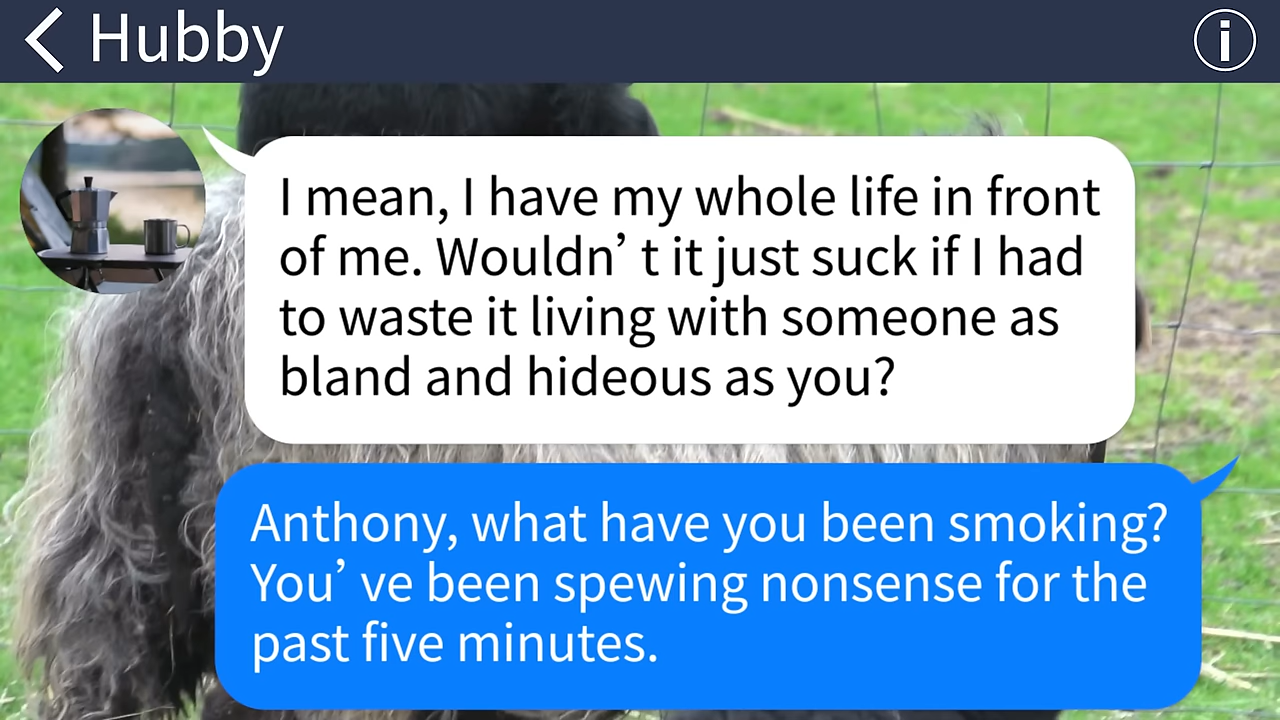 Hubby
I mean, I have my whole life in front
of me. Wouldn’ t it just suck if I had
to waste it living with someone as
bland and hideous as you?
Anthony, what have you been smoking?
You’ ve been spewing nonsense for the
past five minutes.